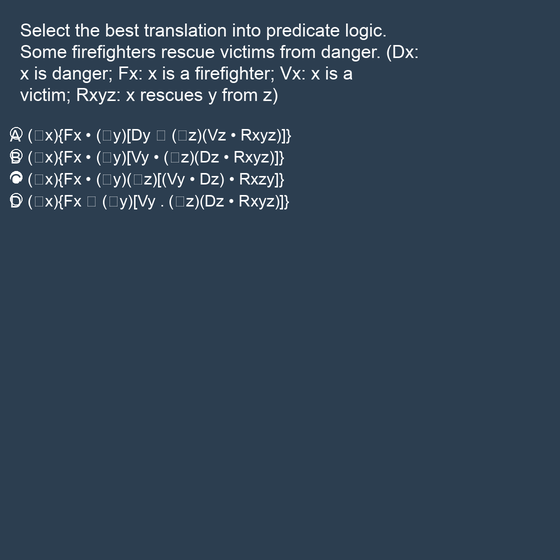 Select the best translation into predicate logic.
Some firefighters rescue victims from danger. (Dx:
x is danger; Fx: x is a firefighter; Vx: x is a
victim; Rxyz: x rescues y from z)
A (□x){Fx • (□y)[Dy □ (□z)(Vz • Rxyz)]}
B (□x){Fx • (□y)[Vy • (□z)(Dz • Rxyz)]}
(□x){Fx • (□y)(□z)[(Vy • Dz) • Rxzy]}
D (□x){Fx □ (□y)[Vy . (□z)(Dz • Rxyz)]}